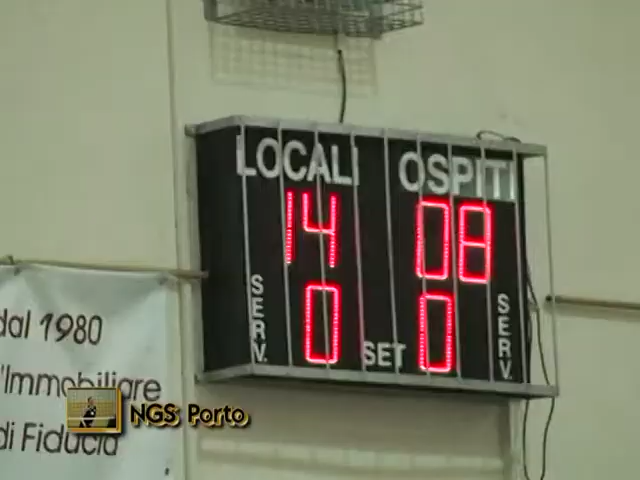 LOCALI OSPITI
14 08
SERV. 0 SET 0 SERV.
dal 1980
l'Immobiliare
di Fiducia
NGS Porto